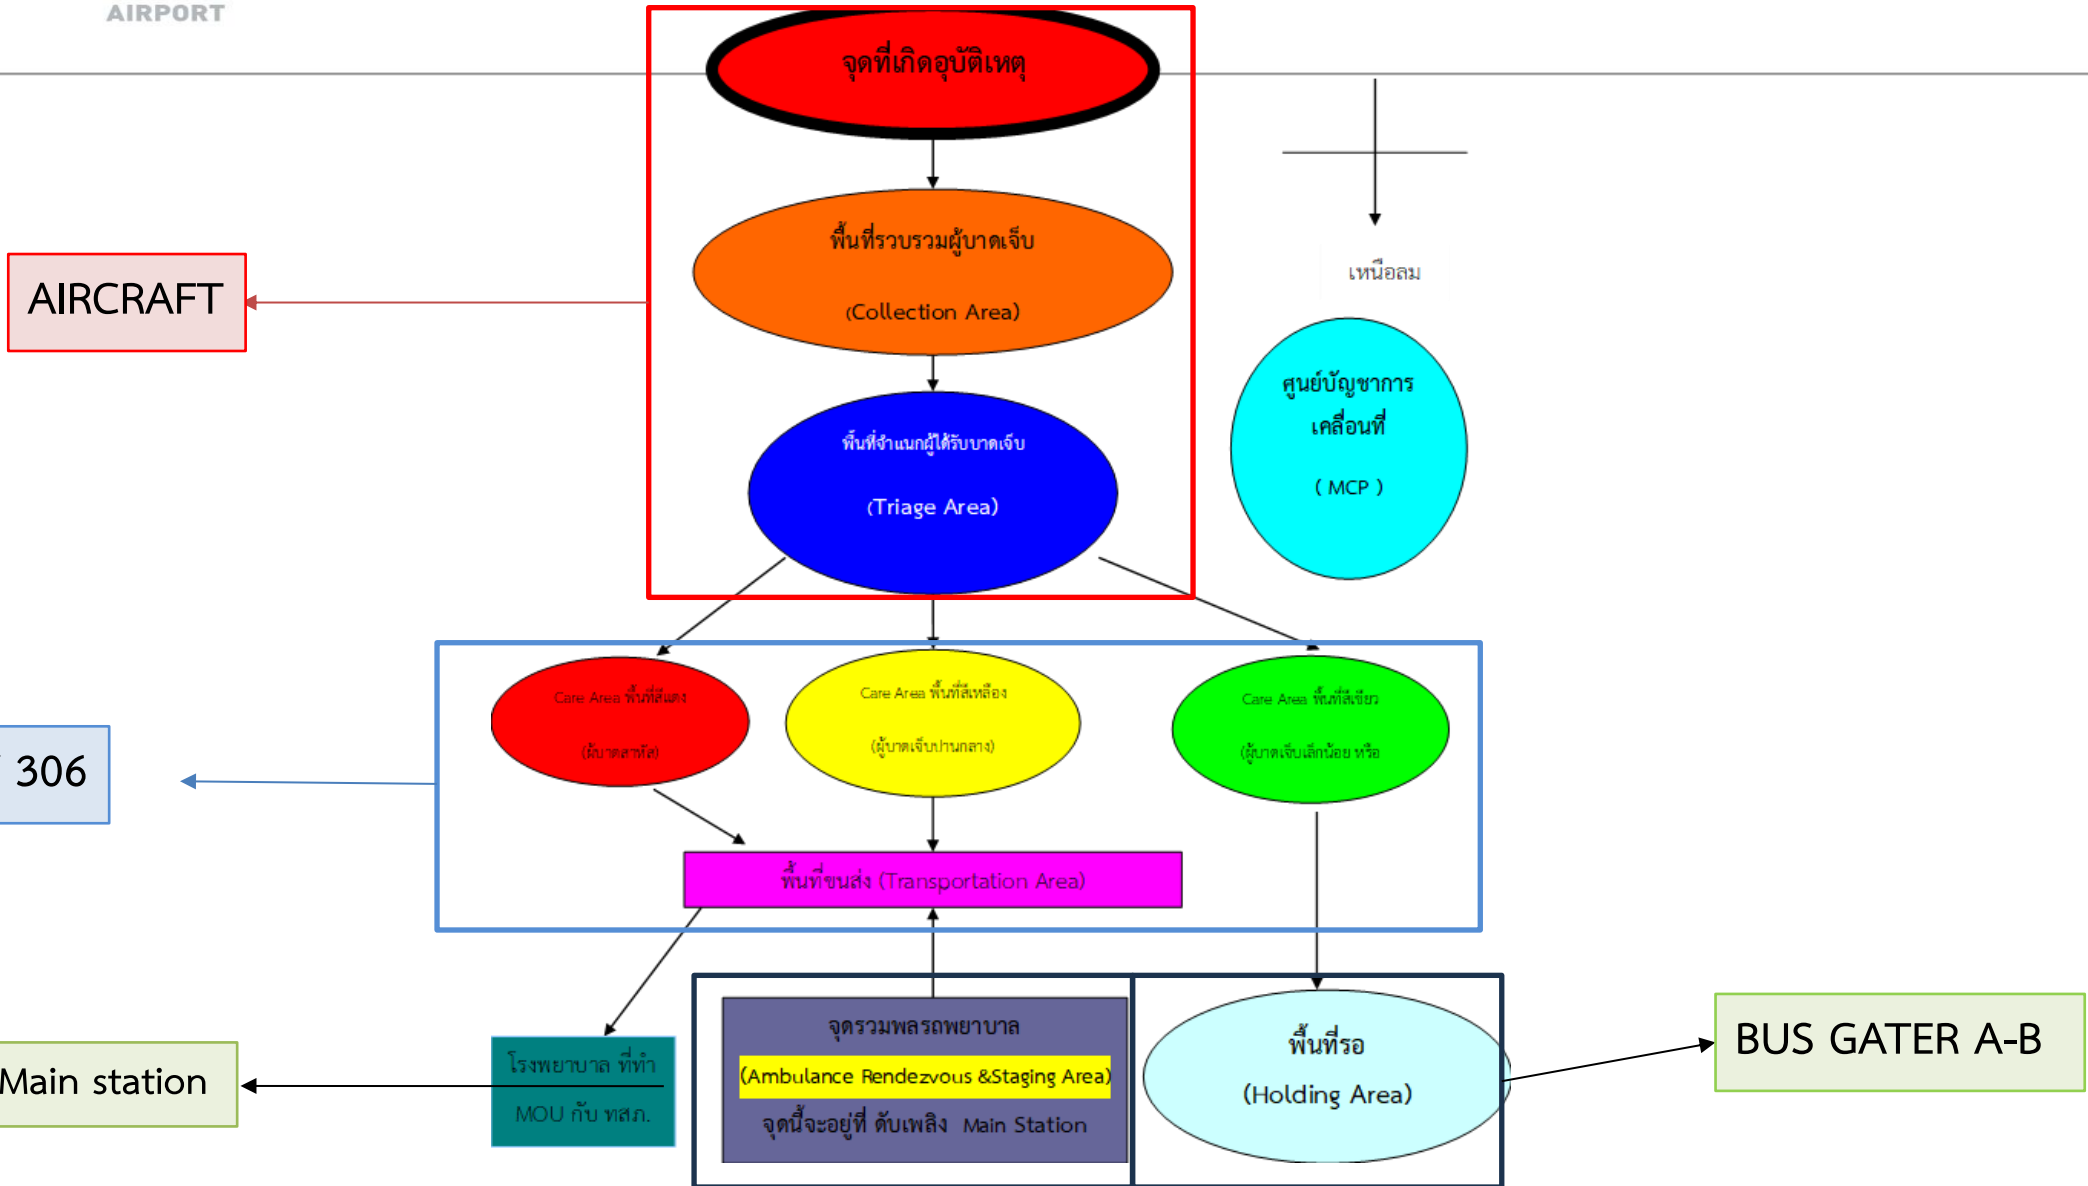 AIRPORT
จุดที่เกิดอุบัติเหตุ
พื้นที่รวบรวมผู้บาดเจ็บ
(Collection Area)
เหนือลม
AIRCRAFT
ศูนย์บัญชาการ
เคลื่อนที่
( MCP )
พื้นที่จำแนกผู้ได้รับบาดเจ็บ
(Triage Area)
Care Area พื้นที่สีแดง
(ผู้บาดสาหัส)
Care Area พื้นที่สีเหลือง
(ผู้บาดเจ็บปานกลาง)
Care Area พื้นที่สีเขียว
(ผู้บาดเจ็บเล็กน้อย หรือ
306
พื้นที่ขนส่ง (Transportation Area)
โรงพยาบาล ที่ทำ
MOU กับ ทสภ.
Main station
จุดรวมพลรถพยาบาล
(Ambulance Rendezvous &Staging Area)
จุดนี้จะอยู่ที่ ดับเพลิง Main Station
พื้นที่รอ
(Holding Area)
BUS GATER A-B